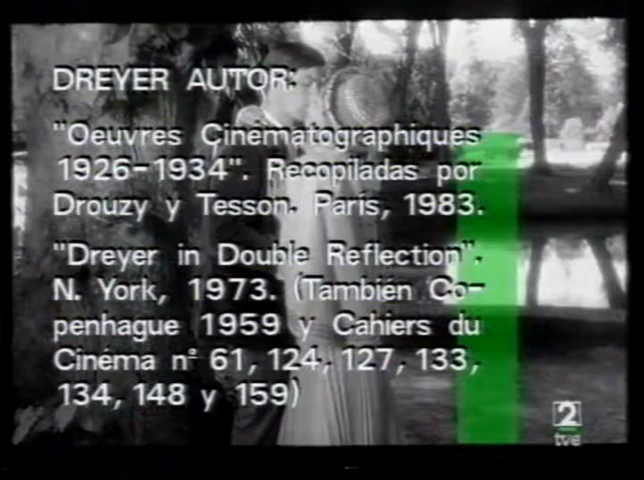 DREYER AUTOR:
"Oeuvres Cinématographiques
1926-1934". Recopiladas por
Drouzy y Tesson. París, 1983.
"Dreyer in Double Reflection".
N. York, 1973. (También Co-
penhague 1959 y Cahiers du
Cinéma nº 61, 124, 127, 133,
134, 148 y 159)
2
tve